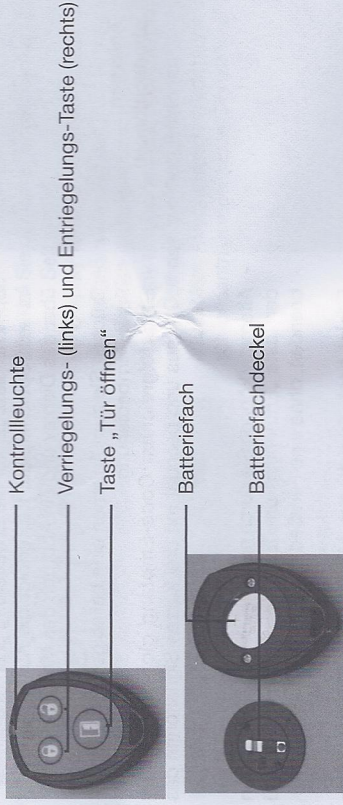 Kontrollleuchte
Verriegelungs- (links) und Entriegelungs-Taste (rechts)
Taste „Tür öffnen“
Batteriefach
Batteriefachdeckel